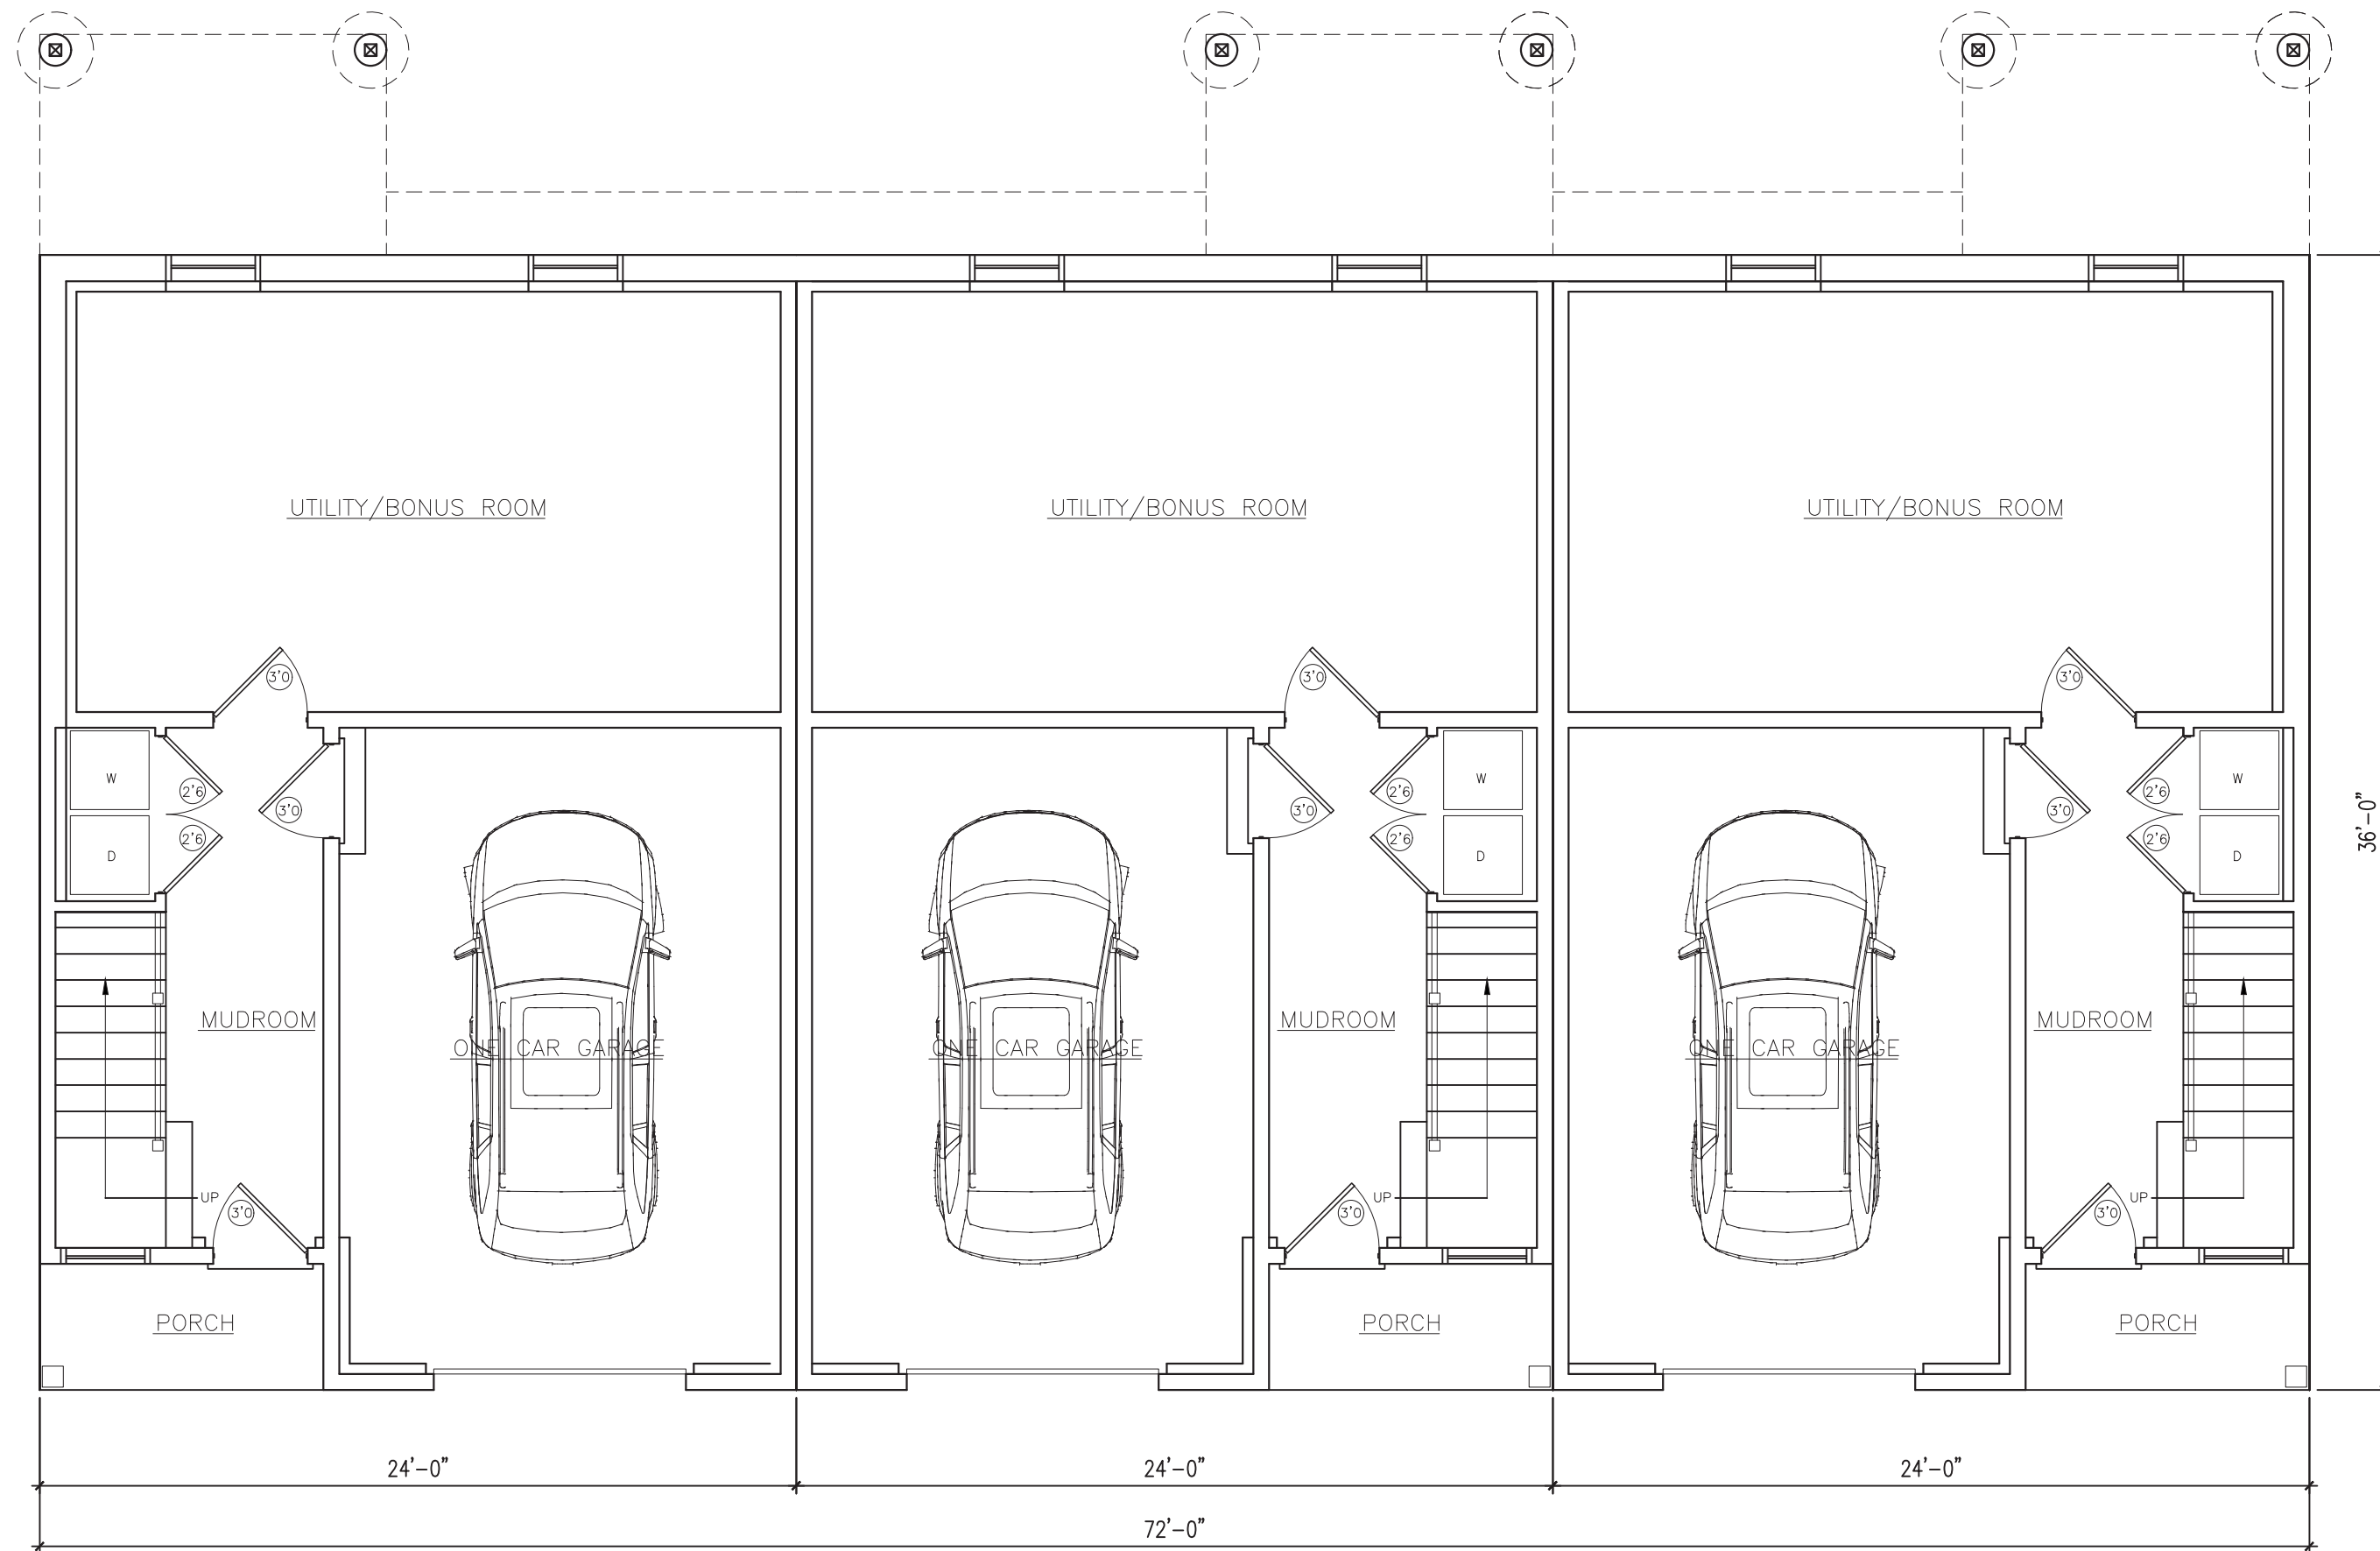 UTILITY/BONUS ROOM
UTILITY/BONUS ROOM
UTILITY/BONUS ROOM
3'0
3'0
3'0
W
2'6
3'0
2'6
D
3'0
2'6
W
2'6
D
3'0
2'6
W
2'6
D
36'-0"
MUDROOM
ONE CAR GARAGE
ONE CAR GARAGE
MUDROOM
ONE CAR GARAGE
MUDROOM
UP
3'0
UP
3'0
UP
3'0
PORCH
PORCH
PORCH
24'-0"
24'-0"
24'-0"
72'-0"